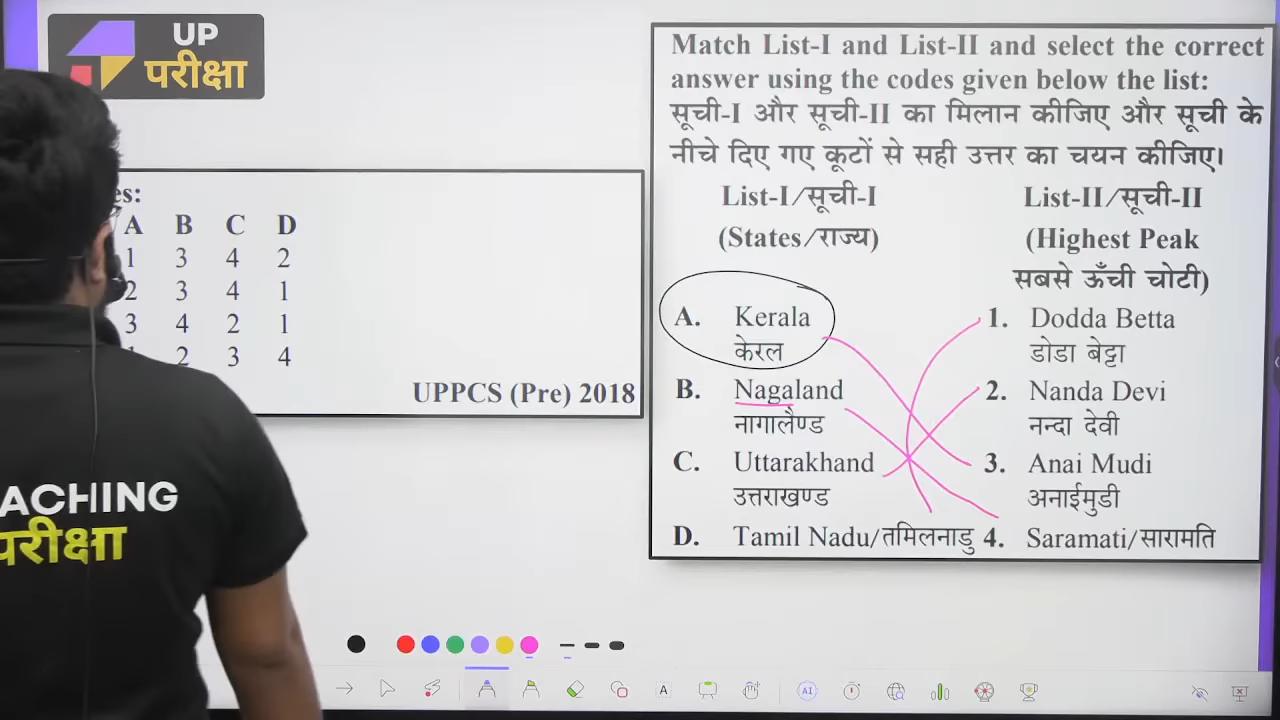 UP
परीक्षा
Match List-I and List-II and select the correct
answer using the codes given below the list:
सूची-I और सूची-II का मिलान कीजिए और सूची के
नीचे दिए गए कूटों से सही उत्तर का चयन कीजिए।
List-I/सूची-I List-II/सूची-II
(States/राज्य) (Highest Peak
सबसे ऊँची चोटी)
A. Kerala 1. Dodda Betta
केरल डोडा बेट्टा
B. Nagaland 2. Nanda Devi
नागालैण्ड नन्दा देवी
C. Uttarakhand 3. Anai Mudi
उत्तराखण्ड अनाईमुडी
D. Tamil Nadu/तमिलनाडु 4. Saramati/सारामति
es:
A B C D
1 3 4 2
2 3 4 1
3 4 2 1
1 2 3 4
UPPCS (Pre) 2018
ACHING
परीक्षा
A
AI